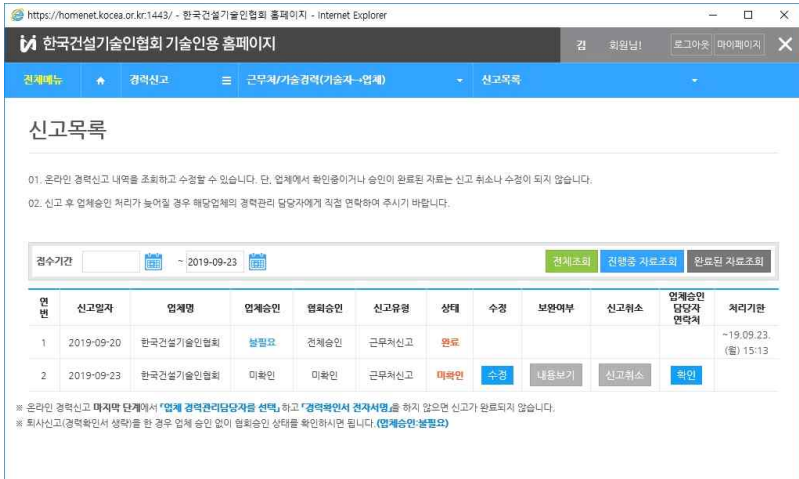 https://homenet.kocea.or.kr:1443/ - 한국건설기술인협회 홈페이지 - Internet Explorer
한국건설기술인협회 기술인용 홈페이지 김 회원님! 로그아웃 마이페이지
전체메뉴 경력신고 근무처/기술경력(기술자→업체) 신고목록
신고목록
01. 온라인 경력신고 내역을 조회하고 수정할 수 있습니다. 단, 업체에서 확인중이거나 승인이 완료된 자료는 신고 취소나 수정이 되지 않습니다.
02. 신고 후 업체승인 처리가 늦어질 경우 해당업체의 경력관리 담당자에게 직접 연락하여 주시기 바랍니다.
접수기간 ~ 2019-09-23 전체조회 진행중 자료조회 완료된 자료조회
연번 신고일자 업체명 업체승인 협회승인 신고유형 상태 수정 보완여부 신고취소 업체승인 담당자 연락처 처리기한
1 2019-09-20 한국건설기술인협회 불필요 전체승인 근무처신고 완료 ~19.09.23.(월) 15:13
2 2019-09-23 한국건설기술인협회 미확인 미확인 근무처신고 미확인 수정 내용보기 신고취소 확인
※ 온라인 경력신고 마지막 단계에서 「업체 경력관리담당자를 선택」 하고 「경력확인서 전자서명」을 하지 않으면 신고가 완료되지 않습니다.
※ 퇴사신고(경력확인서 생략)을 한 경우 업체 승인 없이 협회승인 상태를 확인하시면 됩니다.(업체승인:불필요)